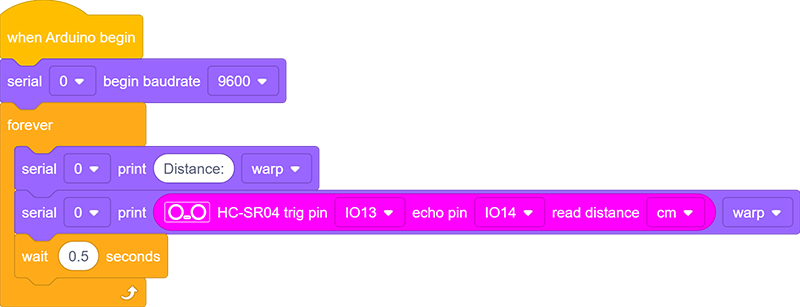 when Arduino begin
serial 0 begin baudrate 9600
forever
serial 0 print Distance: warp
serial 0 print HC-SR04 trig pin IO13 echo pin IO14 read distance cm warp
wait 0.5 seconds